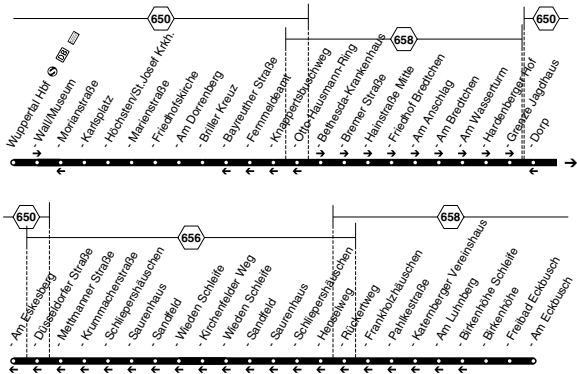 650
650
658
Wuppertal Hbf S DB
- Wall/Museum
- Morianstraße
- Karlsplatz
- Höchsten/St.Josef Krkh.
- Marienstraße
- Friedhofskirche
- Am Dorrenberg
- Briller Kreuz
- Bayreuther Straße
- Fernmeldeamt
- Knappertsbuschweg
- Otto-Hausmann-Ring
- Bethesda-Krankenhaus
- Bremer Straße
- Hainstraße Mitte
- Friedhof Bredtchen
- Am Anschlag
- Am Bredtchen
- Am Wasserturm
- Hardenberger Hof
- Grenze Jagdhaus
- Dorp
650
658
656
- Am Eskesberg
- Düsseldorfer Straße
- Mettmanner Straße
- Krummacherstraße
- Schliepershäuschen
- Saurenhaus
- Sandfeld
- Wieden Schleife
- Kirchenfelder Weg
- Wieden Schleife
- Sandfeld
- Saurenhaus
- Schliepershäuschen
- Herzelweg
- Rückertweg
- Frankholzhäuschen
- Pahlkestraße
- Katernberger Vereinshaus
- Am Luhnberg
- Birkenhöhe Schleife
- Birkenhöhe
- Freibad Eckbusch
- Am Eckbusch